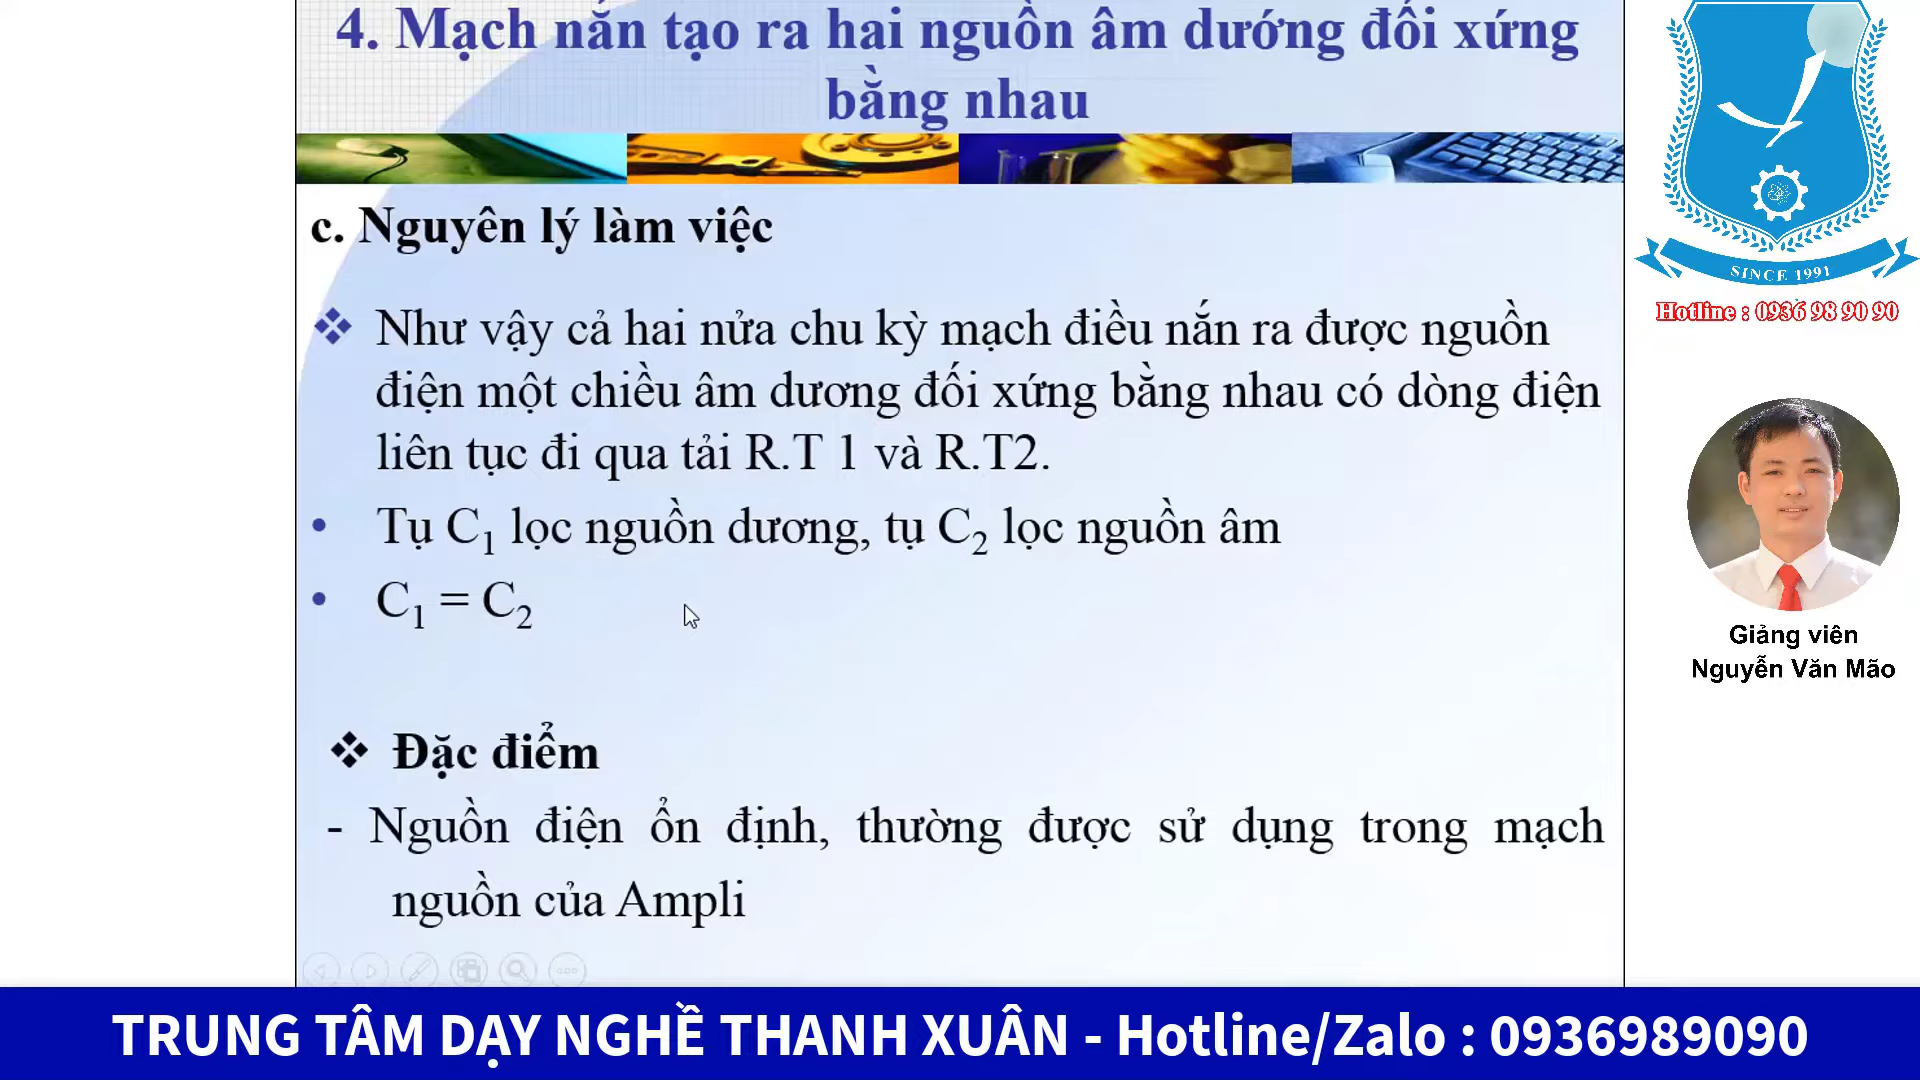 4. Mạch nắn tạo ra hai nguồn âm dướng đối xứng
bằng nhau
c. Nguyên lý làm việc
❖ Như vậy cả hai nửa chu kỳ mạch điều nắn ra được nguồn
điện một chiều âm dương đối xứng bằng nhau có dòng điện
liên tục đi qua tải R.T 1 và R.T2.
• Tụ C₁ lọc nguồn dương, tụ C₂ lọc nguồn âm
• C₁ = C₂
❖ Đặc điểm
- Nguồn điện ổn định, thường được sử dụng trong mạch
nguồn của Ampli
SINCE 1991
Hotline : 0936 98 90 90
Giảng viên
Nguyễn Văn Mão
TRUNG TÂM DẠY NGHỀ THANH XUÂN - Hotline/Zalo : 0936989090